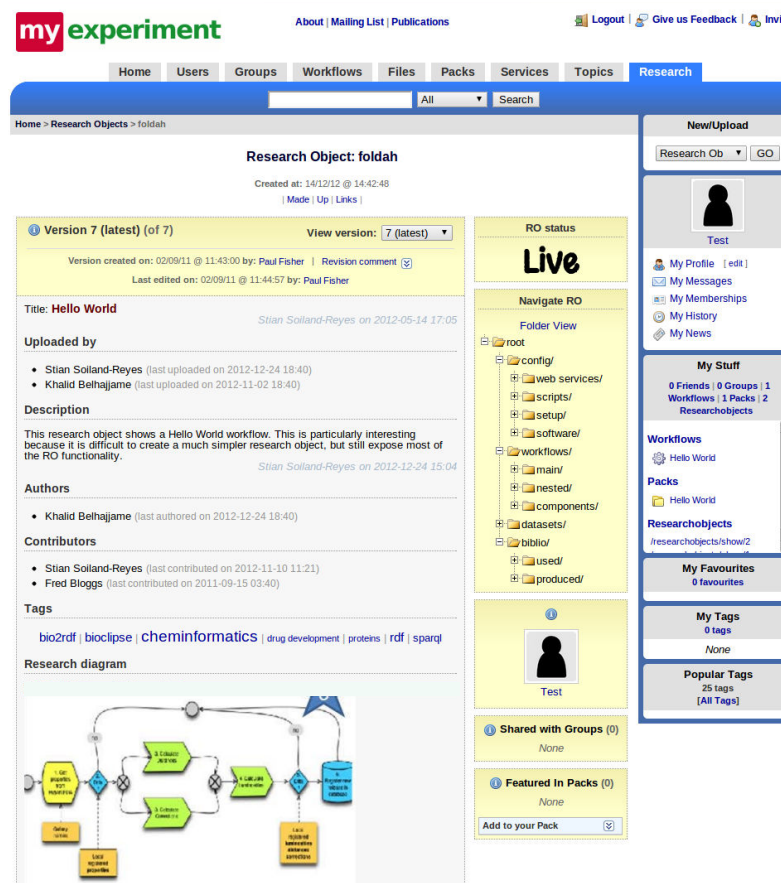 my experiment
About | Mailing List | Publications
Logout | Give us Feedback | Invi
Home Users Groups Workflows Files Packs Services Topics Research
All Search
Home > Research Objects > foldah
Research Object: foldah
Created at: 14/12/12 @ 14:42:48
| Made | Up | Links |
Version 7 (latest) (of 7)
View version: 7 (latest)
Version created on: 02/09/11 @ 11:43:00 by: Paul Fisher | Revision comment
Last edited on: 02/09/11 @ 11:44:57 by: Paul Fisher
Title: Hello World
Stian Soiland-Reyes on 2012-05-14 17:05
Uploaded by
Stian Soiland-Reyes (last uploaded on 2012-12-24 18:40)
Khalid Belhajjame (last uploaded on 2012-11-02 18:40)
Description
This research object shows a Hello World workflow. This is particularly interesting
because it is difficult to create a much simpler research object, but still expose most of
the RO functionality.
Stian Soiland-Reyes on 2012-12-24 15:04
Authors
Khalid Belhajjame (last authored on 2012-12-24 18:40)
Contributors
Stian Soiland-Reyes (last contributed on 2012-11-10 11:21)
Fred Bloggs (last contributed on 2011-09-15 03:40)
Tags
bio2rdf | bioclipse | cheminformatics | drug development | proteins | rdf | sparql
Research diagram
RO status
Live
Navigate RO
Folder View
root
config/
web services/
scripts/
setup/
software/
workflows/
main/
nested/
components/
datasets/
biblio/
used/
produced/
Test
Shared with Groups (0)
None
Featured In Packs (0)
None
Add to your Pack
New/Upload
Research Ob GO
Test
My Profile [ edit ]
My Messages
My Memberships
My History
My News
My Stuff
0 Friends | 0 Groups | 1
Workflows | 1 Packs | 2
Researchobjects
Workflows
Hello World
Packs
Hello World
Researchobjects
/researchobjects/show/2
My Favourites
0 favourites
My Tags
0 tags
None
Popular Tags
25 tags
[All Tags]